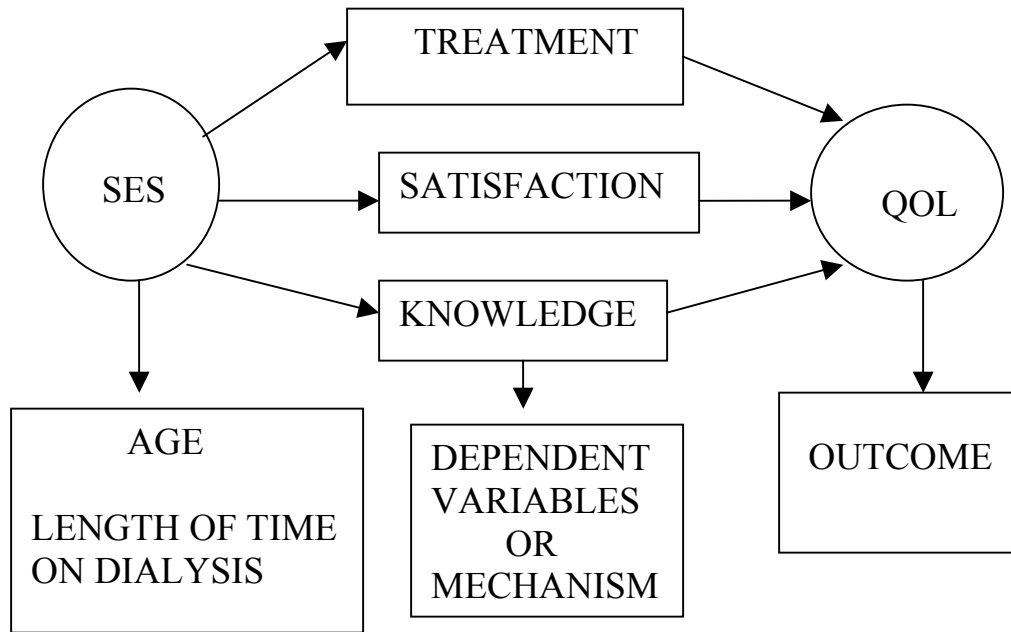 TREATMENT
SES
SATISFACTION
QOL
KNOWLEDGE
AGE
LENGTH OF TIME
ON DIALYSIS
DEPENDENT
VARIABLES
OR
MECHANISM
OUTCOME